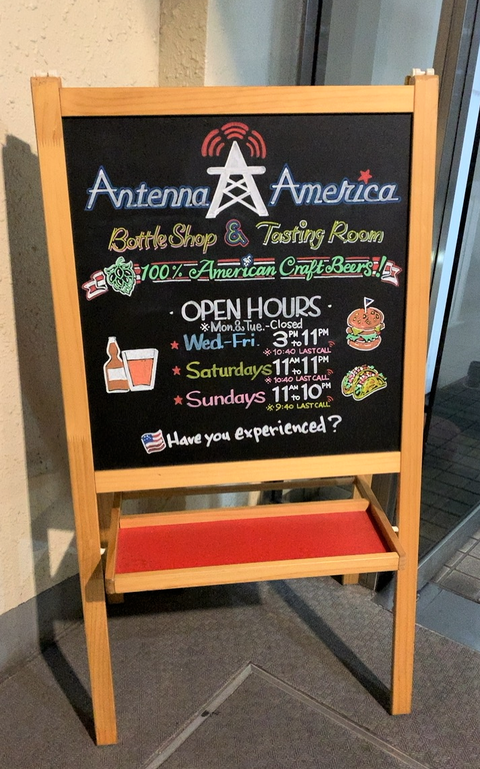 Antenna America
Bottle Shop & Tasting Room
100% American Craft Beers!!
· OPEN HOURS ·
※Mon.&Tue.-Closed
★ Wed-Fri. 3PM to 11PM
※10:40 LAST CALL
★ Saturdays 11AM to 11PM
※10:40 LAST CALL
★ Sundays 11AM to 10PM
※9:40 LAST CALL
Have you experienced?